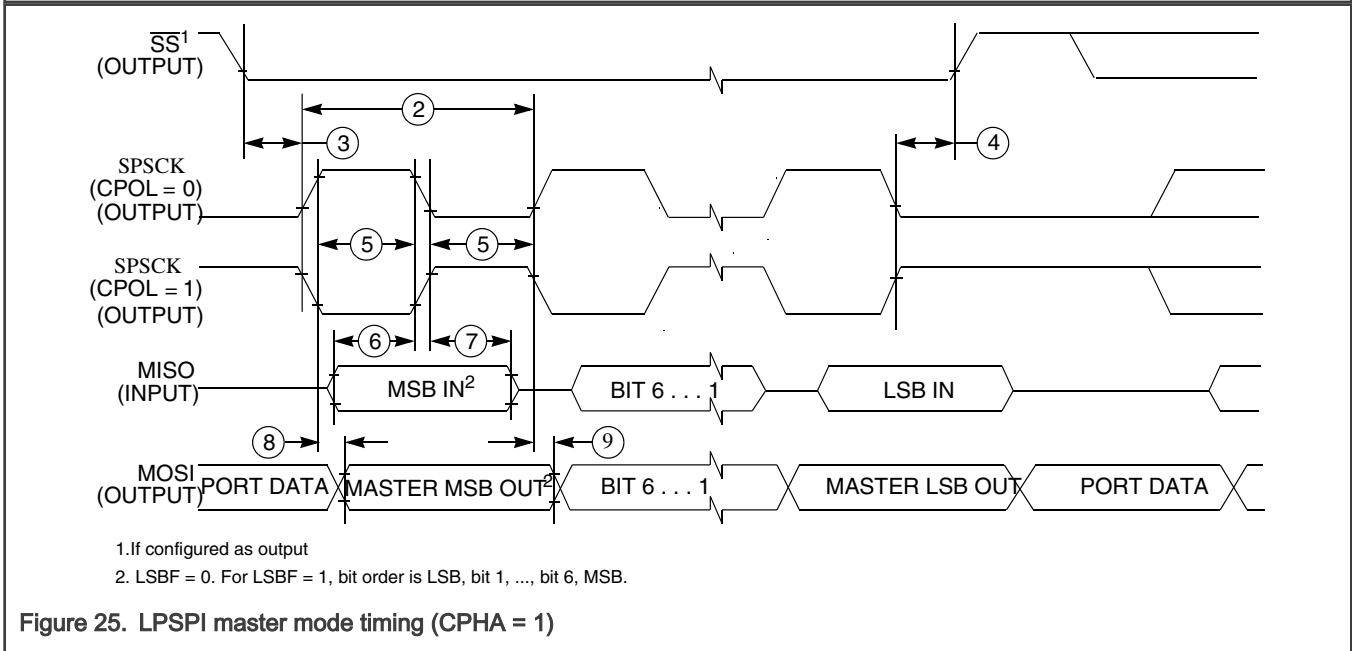 SS1
(OUTPUT)
2
3
4
SPSCK
(CPOL = 0)
(OUTPUT)
5
5
SPSCK
(CPOL = 1)
(OUTPUT)
6
7
MISO
(INPUT)
MSB IN2
BIT 6 . . . 1
LSB IN
8
9
MOSI
(OUTPUT)
PORT DATA
MASTER MSB OUT2
BIT 6 . . . 1
MASTER LSB OUT
PORT DATA
1.If configured as output
2. LSBF = 0. For LSBF = 1, bit order is LSB, bit 1, ..., bit 6, MSB.
Figure 25. LPSPI master mode timing (CPHA = 1)